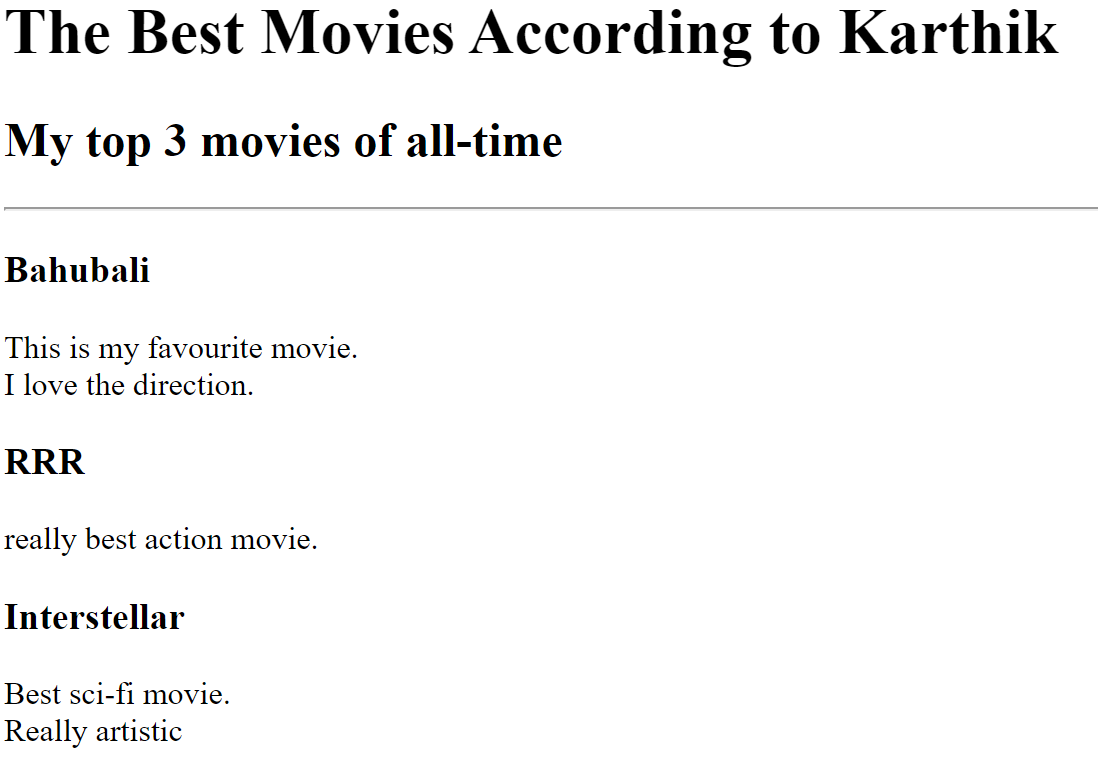 The Best Movies According to Karthik
My top 3 movies of all-time
Bahubali
This is my favourite movie.
I love the direction.
RRR
really best action movie.
Interstellar
Best sci-fi movie.
Really artistic